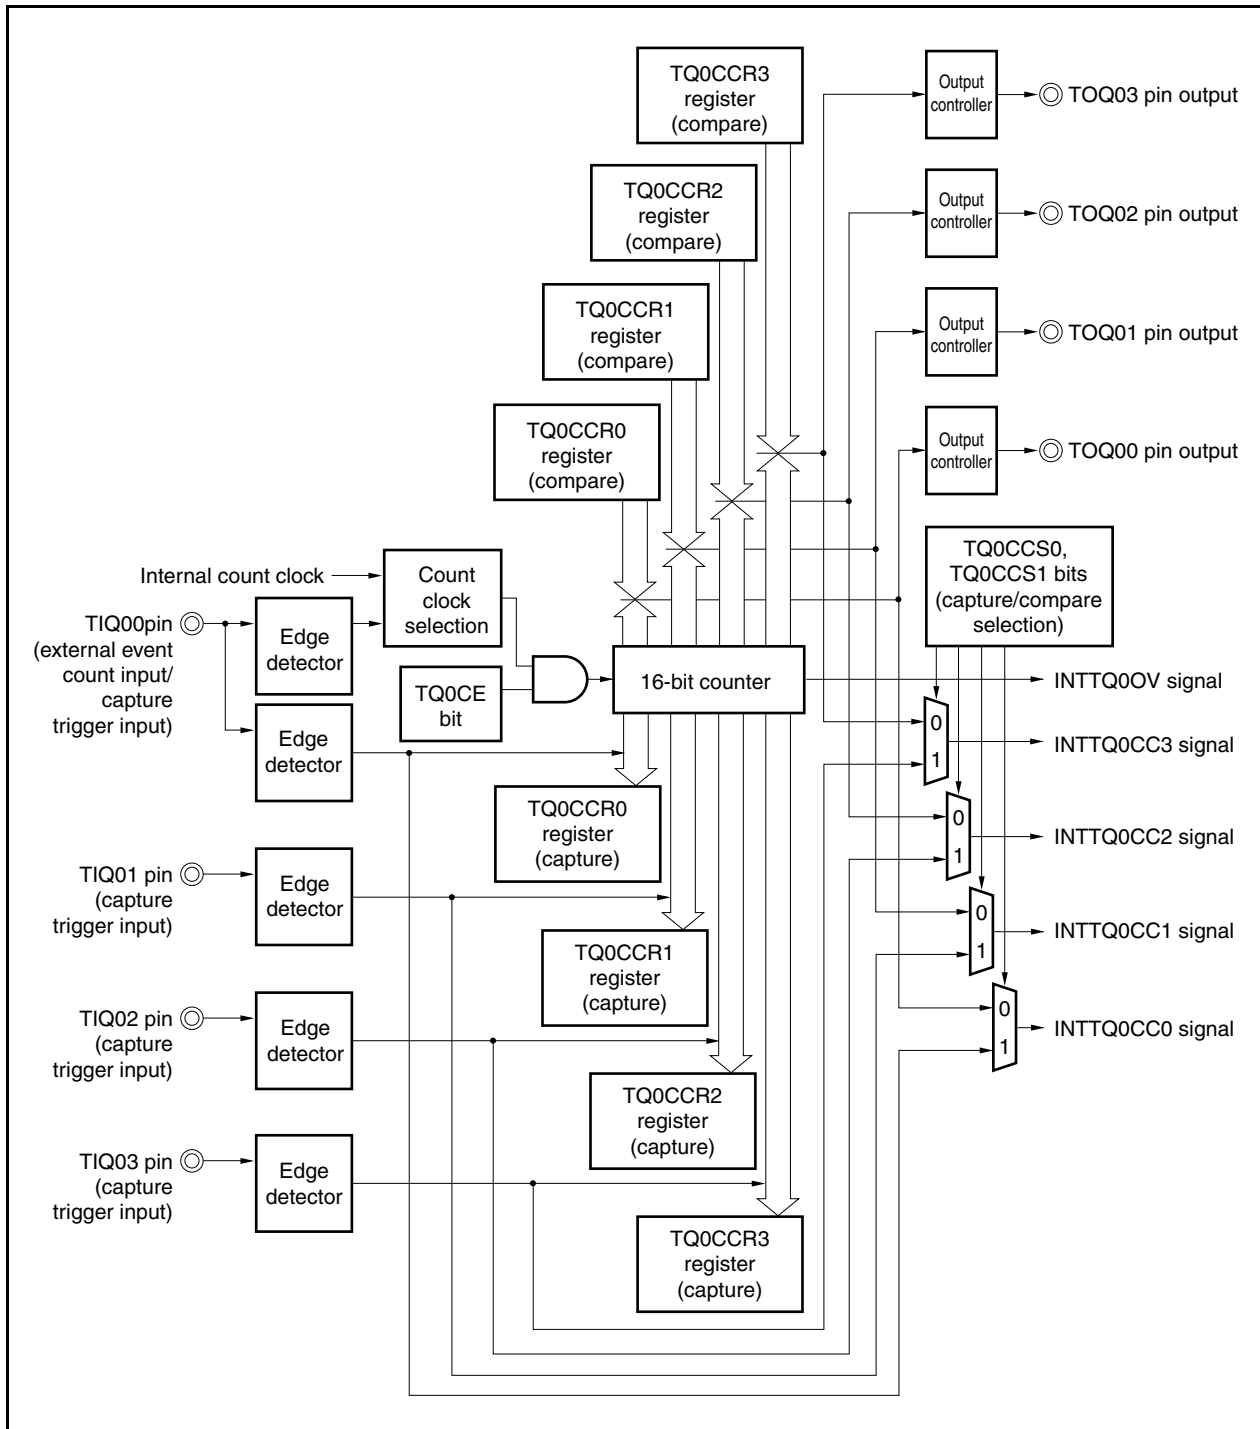 TQ0CCR3
register
(compare)
Output
controller
TOQ03 pin output
TQ0CCR2
register
(compare)
Output
controller
TOQ02 pin output
TQ0CCR1
register
(compare)
Output
controller
TOQ01 pin output
TQ0CCR0
register
(compare)
Output
controller
TOQ00 pin output
TQ0CCS0,
TQ0CCS1 bits
(capture/compare
selection)
Internal count clock
Count
clock
selection
TIQ00pin
(external event
count input/
capture
trigger input)
Edge
detector
Edge
detector
TQ0CE
bit
16-bit counter
INTTQ0OV signal
0
1
INTTQ0CC3 signal
TQ0CCR0
register
(capture)
0
1
INTTQ0CC2 signal
TIQ01 pin
(capture
trigger input)
Edge
detector
0
1
INTTQ0CC1 signal
TQ0CCR1
register
(capture)
0
1
INTTQ0CC0 signal
TIQ02 pin
(capture
trigger input)
Edge
detector
TQ0CCR2
register
(capture)
TIQ03 pin
(capture
trigger input)
Edge
detector
TQ0CCR3
register
(capture)